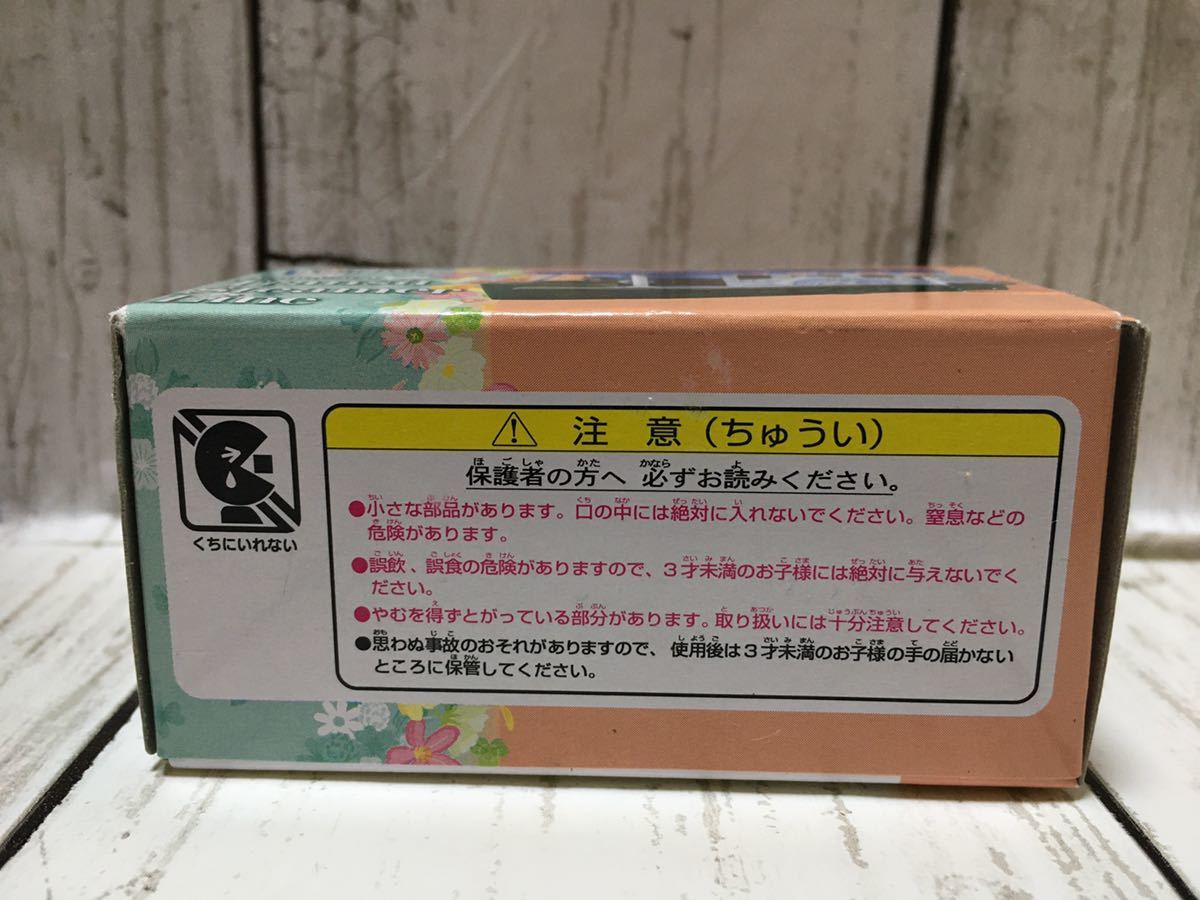 注 意(ちゅうい)
保護者の方へ 必ずお読みください。
●小さな部品があります。口の中には絶対に入れないでください。窒息などの
危険があります。
●誤飲、誤食の危険がありますので、3才未満のお子様には絶対に与えないでく
ださい。
●やむを得ずとがっている部分があります。取り扱いには十分注意してください。
●思わぬ事故のおそれがありますので、使用後は3才未満のお子様の手の届かない
ところに保管してください。
くちにいれない